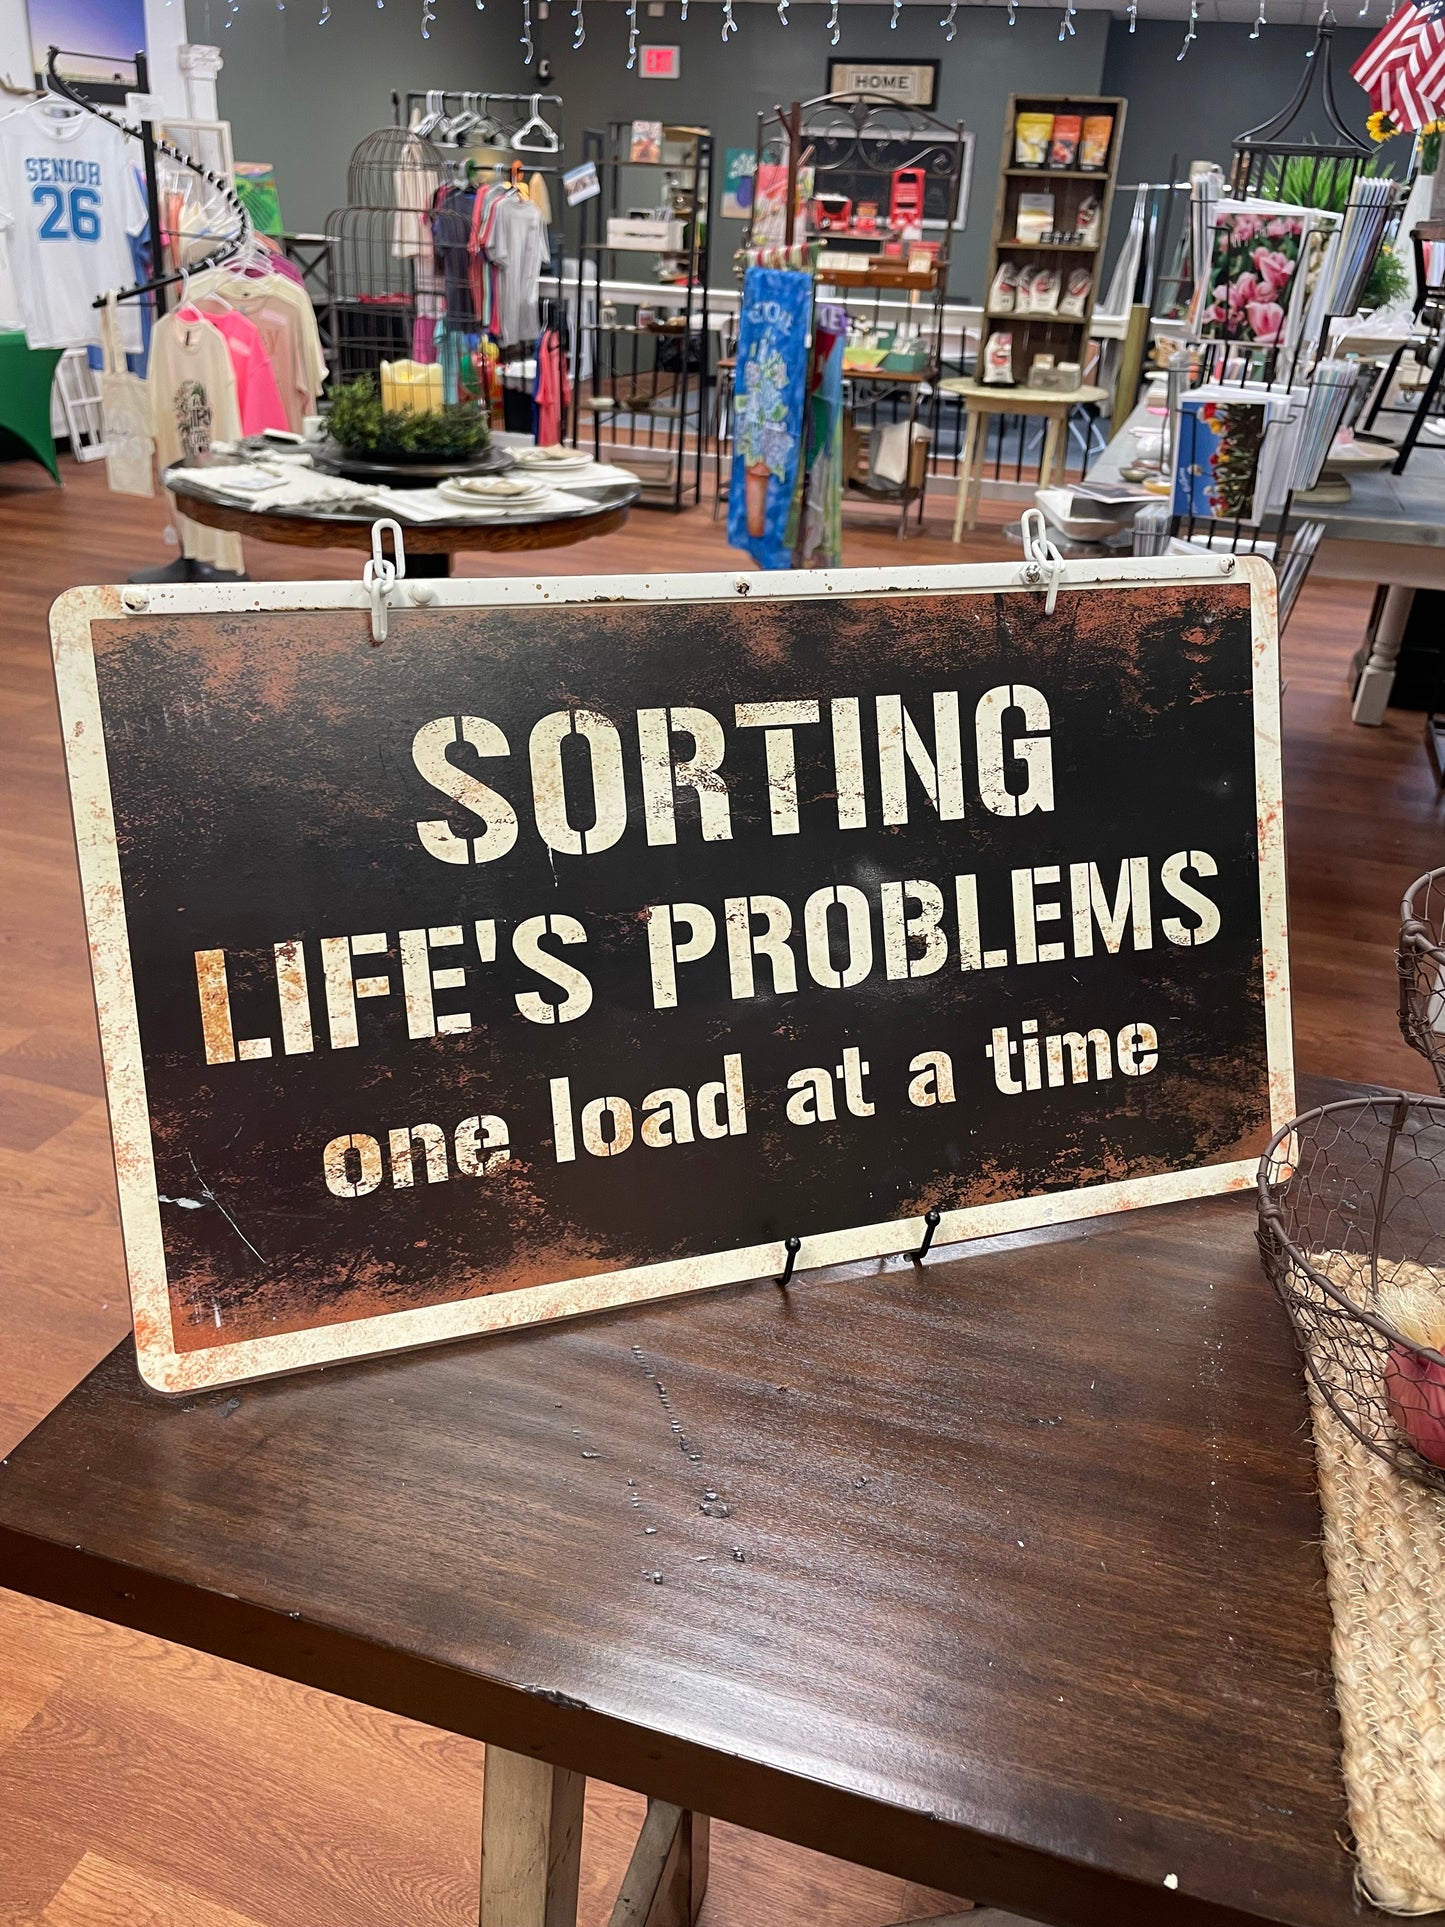 HOME
SENIOR
26
SORTING
LIFE'S PROBLEMS
one load at a time